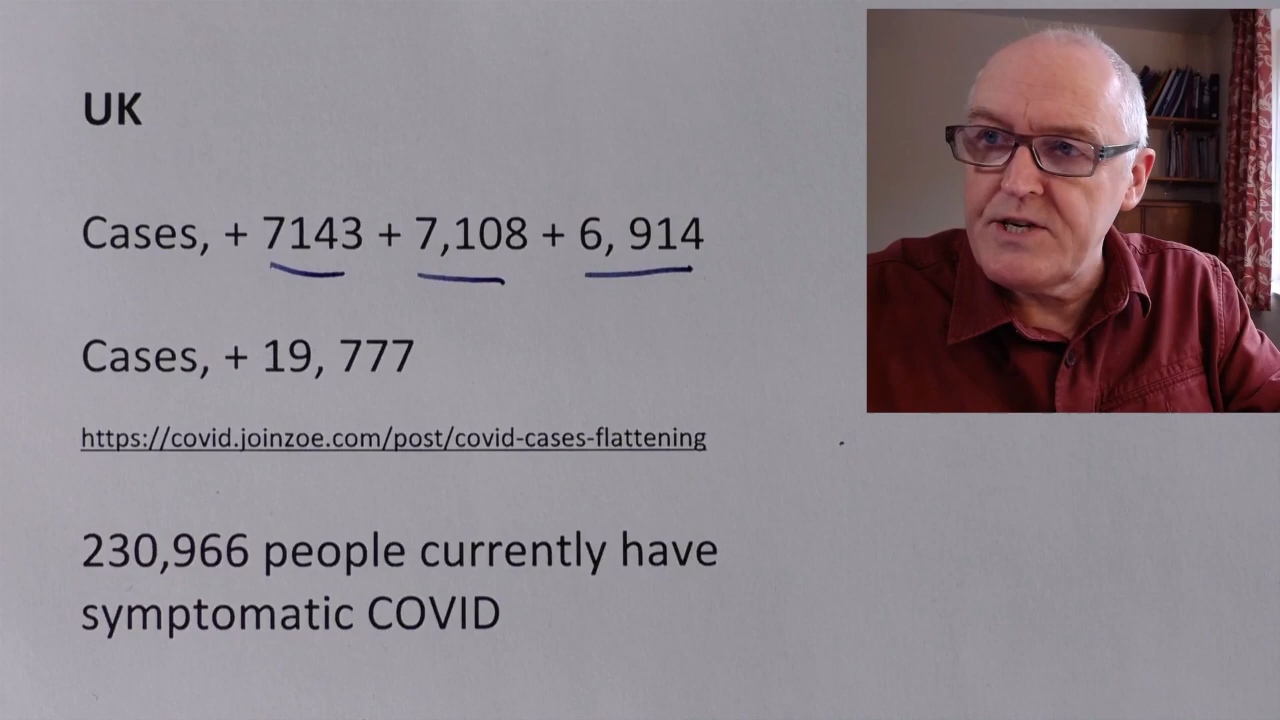 UK
Cases, + 7143 + 7,108 + 6, 914
Cases, + 19, 777
https://covid.joinzoe.com/post/covid-cases-flattening
230,966 people currently have
symptomatic COVID